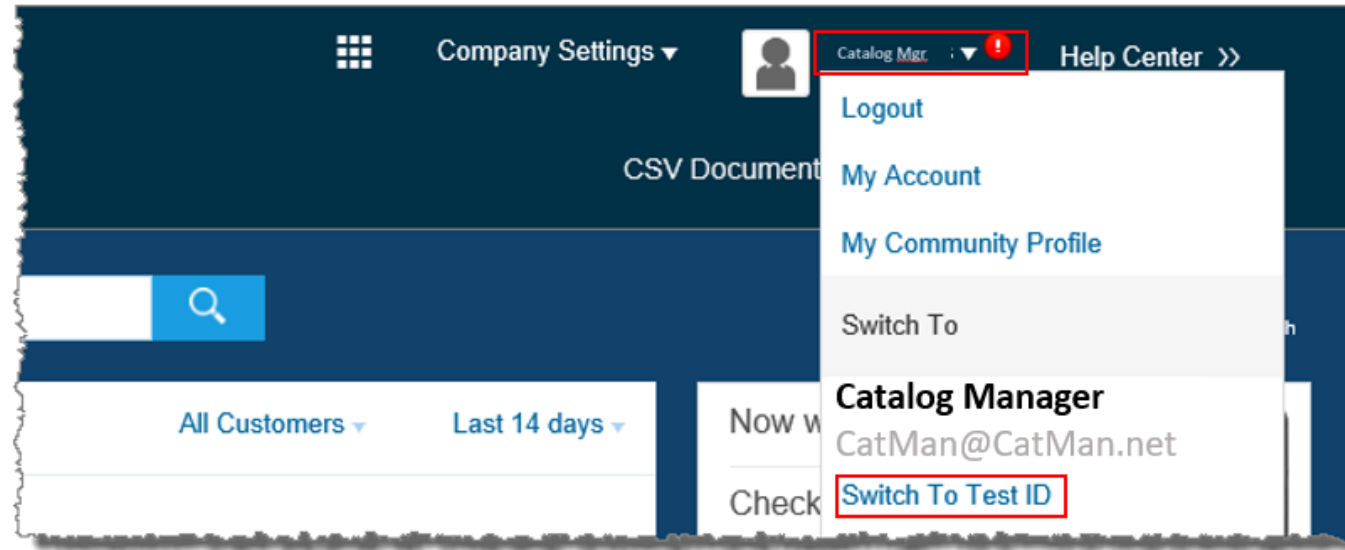 Company Settings
Catalog Mgr
Help Center >>
Logout
CSV Document
My Account
My Community Profile
Switch To
All Customers
Last 14 days
Now w
Catalog Manager
CatMan@CatMan.net
Check
Switch To Test ID